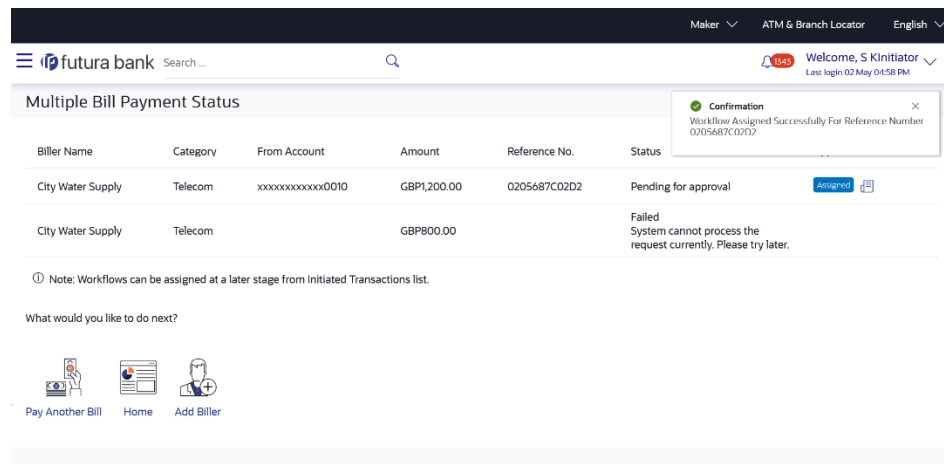 Maker ATM & Branch Locator English
futura bank Search ... 1343 Welcome, S KInitiator
Last login 02 May 04:58 PM
Multiple Bill Payment Status
Confirmation
Workflow Assigned Successfully For Reference Number
0205687C02D2
Biller Name Category From Account Amount Reference No. Status
City Water Supply Telecom xxxxxxxxxxxx0010 GBP1,200.00 0205687C02D2 Pending for approval Assigned
City Water Supply Telecom GBP800.00 Failed
System cannot process the
request currently. Please try later.
Note: Workflows can be assigned at a later stage from Initiated Transactions list.
What would you like to do next?
Pay Another Bill Home Add Biller